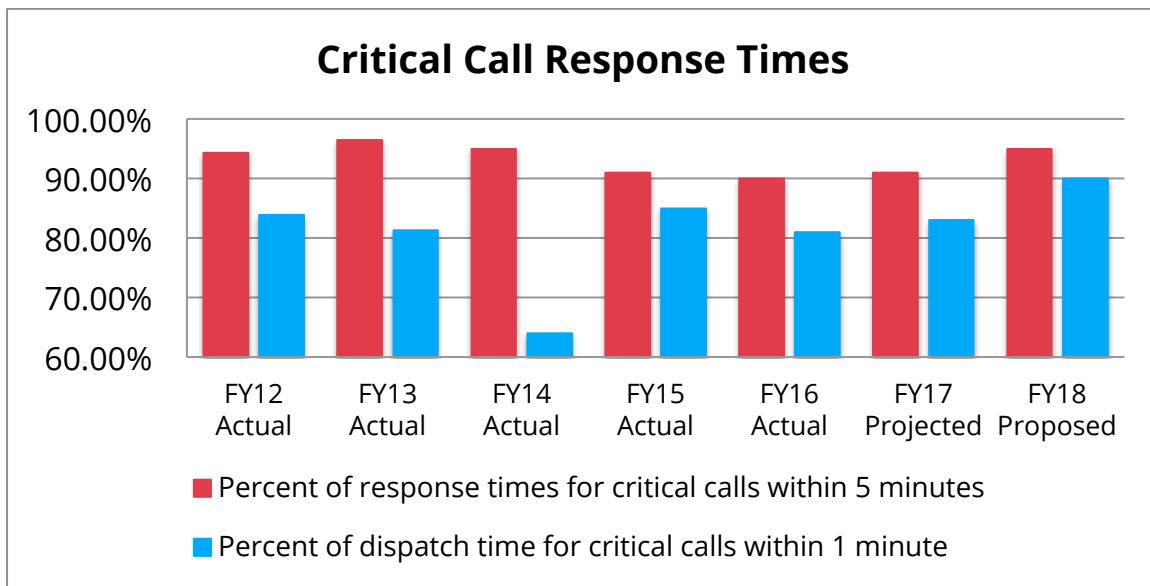 Critical Call Response Times
100.00%
90.00%
80.00%
70.00%
60.00%
FY12 Actual
FY13 Actual
FY14 Actual
FY15 Actual
FY16 Actual
FY17 Projected
FY18 Proposed
Percent of response times for critical calls within 5 minutes
Percent of dispatch time for critical calls within 1 minute